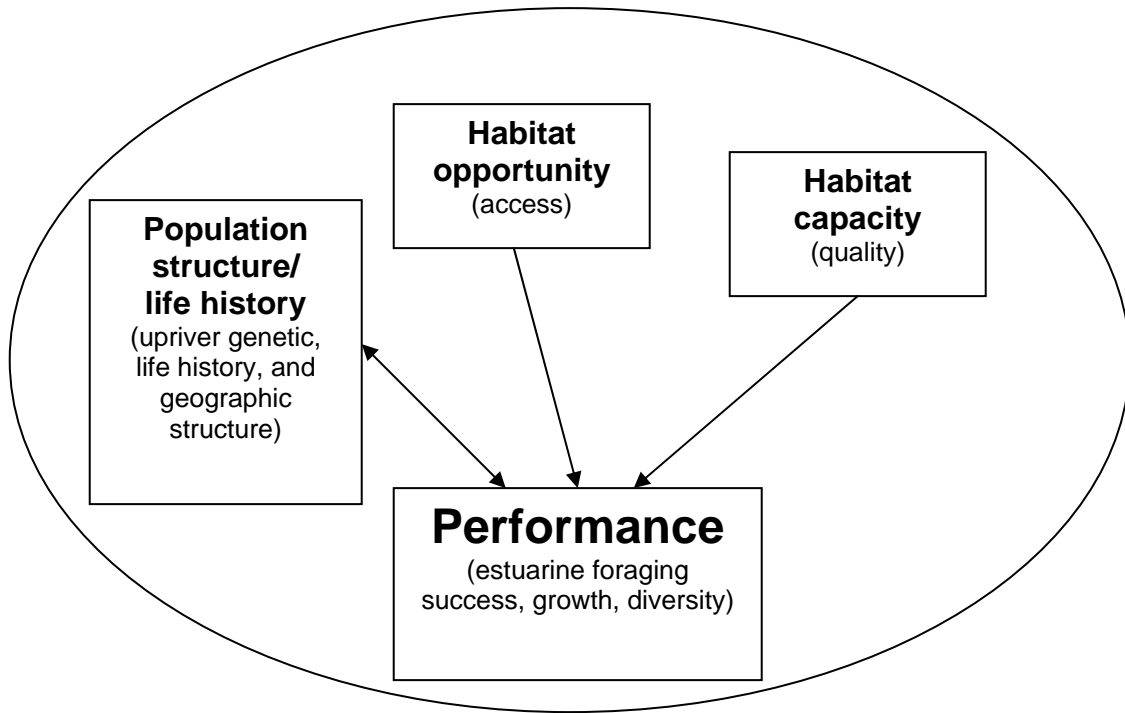 Habitat
opportunity
(access)
Habitat
capacity
(quality)
Population
structure/
life history
(upriver genetic,
life history, and
geographic
structure)
Performance
(estuarine foraging
success, growth, diversity)